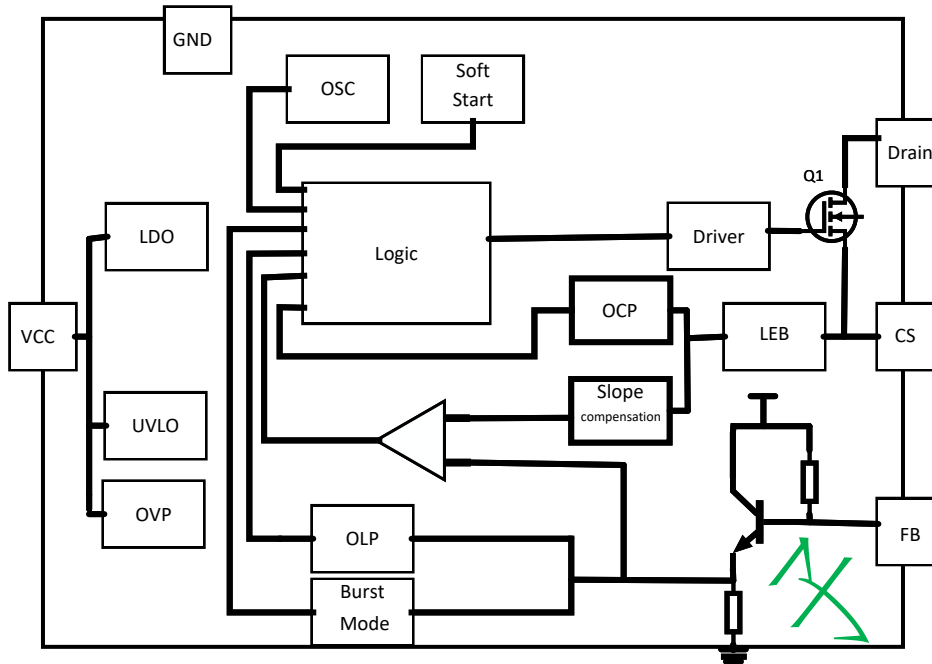 GND
OSC
Soft
Start
Drain
Q1
LDO
Logic
Driver
VCC
OCP
LEB
CS
Slope
compensation
UVLO
OVP
OLP
FB
Burst
Mode